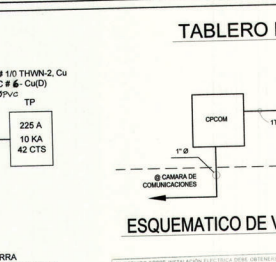 TABLERO
# 1/0 THWN-2, Cu
C # 6 - Cu(D)
PVC
TP
225 A
10 KA
42 CTS
CPCOM
1" Ø
@ CAMARA DE
COMUNICACIONES
ESQUEMATICO DE V
RRA